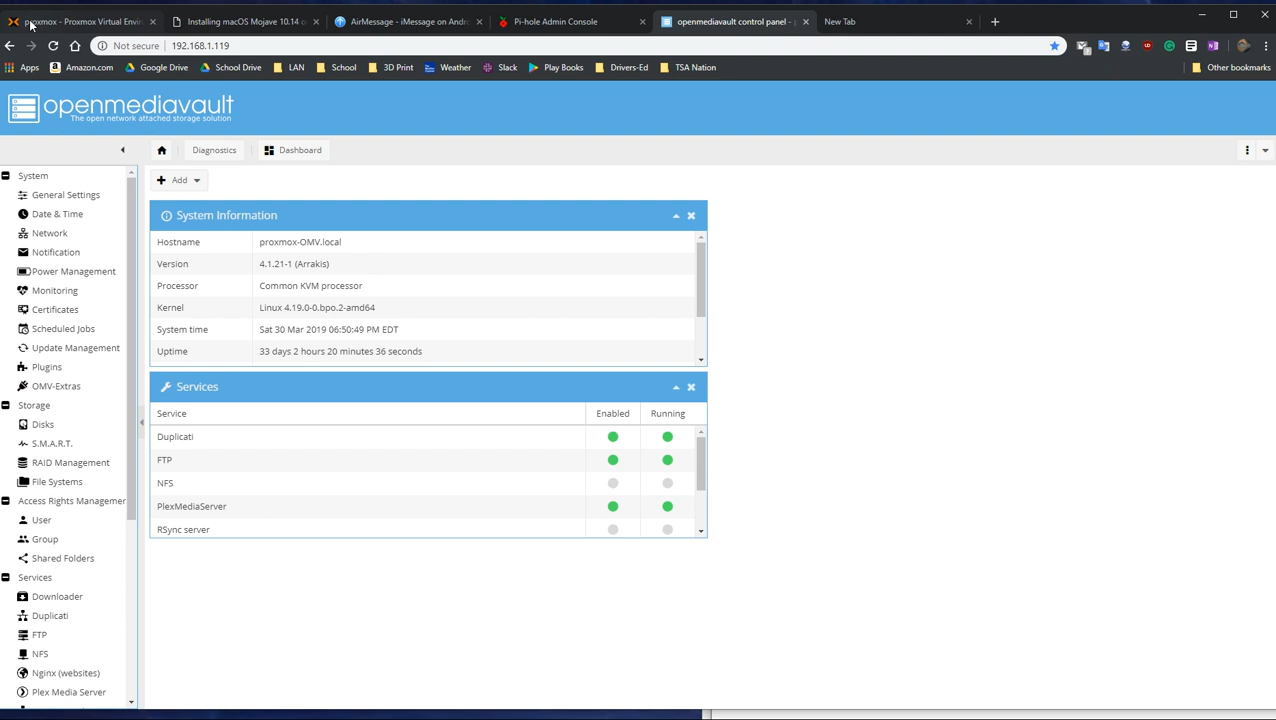 proxmox - Proxmox Virtual Envir
Installing macOS Mojave 10.14 o
AirMessage - iMessage on Andro
Pi-hole Admin Console
openmediavault control panel - p
New Tab
Not secure
192.168.1.119
Apps
Amazon.com
Google Drive
School Drive
LAN
School
3D Print
Weather
Slack
Play Books
Drivers-Ed
TSA Nation
Other bookmarks
openmediavault
The open network attached storage solution
Diagnostics
Dashboard
Add
System
General Settings
Date & Time
Network
Notification
Power Management
Monitoring
Certificates
Scheduled Jobs
Update Management
Plugins
OMV-Extras
Storage
Disks
S.M.A.R.T.
RAID Management
File Systems
Access Rights Managemer
User
Group
Shared Folders
Services
Downloader
Duplicati
FTP
NFS
Nginx (websites)
Plex Media Server
System Information
Hostname proxmox-OMV.local
Version 4.1.21-1 (Arrakis)
Processor Common KVM processor
Kernel Linux 4.19.0-0.bpo.2-amd64
System time Sat 30 Mar 2019 06:50:49 PM EDT
Uptime 33 days 2 hours 20 minutes 36 seconds
Services
Service Enabled Running
Duplicati
FTP
NFS
PlexMediaServer
RSync server